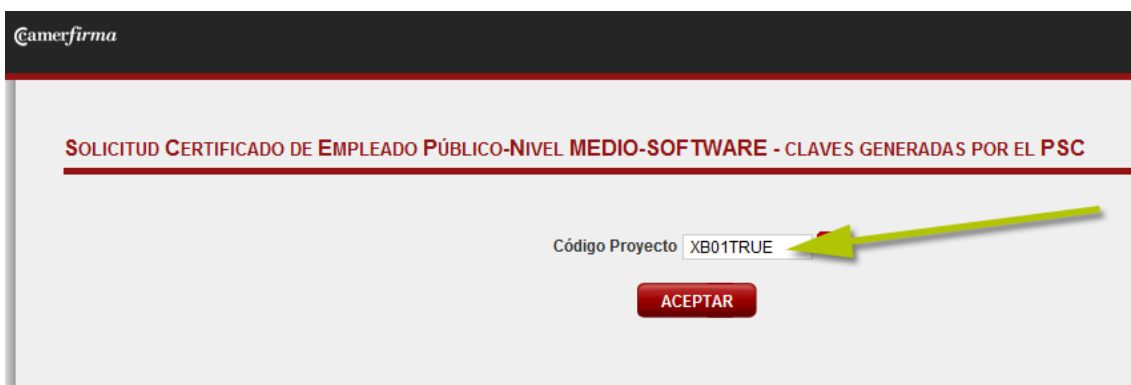 Camerfirma
SOLICITUD CERTIFICADO DE EMPLEADO PÚBLICO-NIVEL MEDIO-SOFTWARE - CLAVES GENERADAS POR EL PSC
Código Proyecto XB01TRUE
ACEPTAR